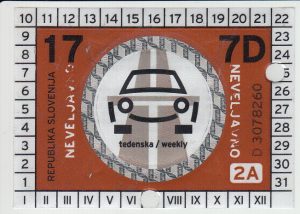 10 11 12 13 14 15 16 17 18 19 20 21 22
9
8
7
6
5
4
3
2
1
17
7D
REPUBLIKA SLOVENIJA
NEVELJAVNO
tedenska / weekly
NEVELJAVNO
D 3078260
2A
23
24
25
26
27
28
29
30
31
I II III IV V VI VIII IX X XI XII